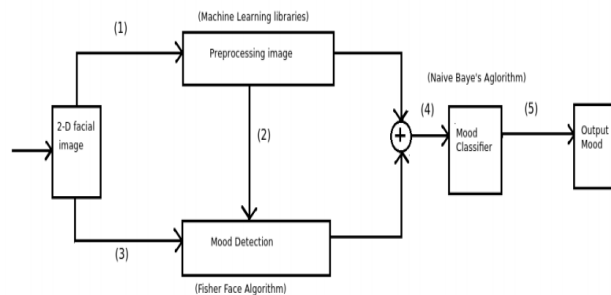 (Machine Learning libraries)
(1)
Preprocessing image
(Naive Baye's Aglorithm)
2-D facial
image
(2)
(4)
(5)
+
Mood
Classifier
Output
Mood
(3)
Mood Detection
(Fisher Face Algorithm)